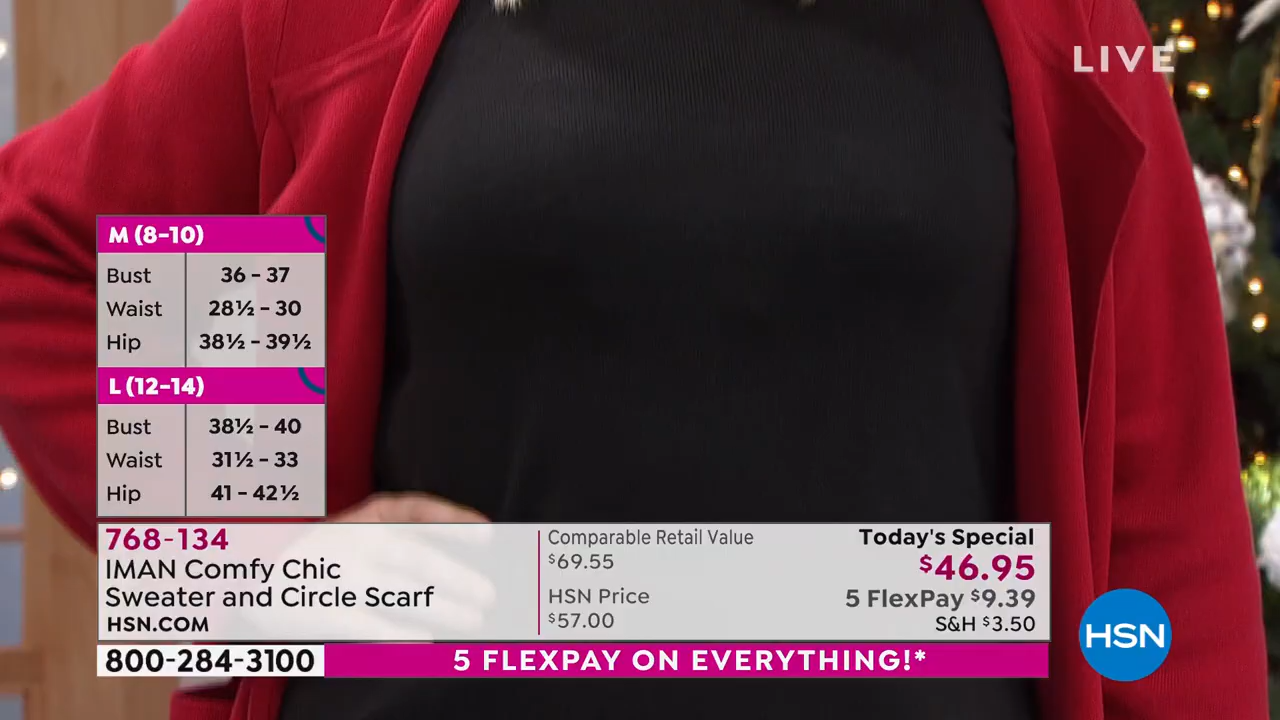 LIVE
M (8-10)
Bust 36 - 37
Waist 28½ - 30
Hip 38½ - 39½
L (12-14)
Bust 38½ - 40
Waist 31½ - 33
Hip 41 - 42½
768-134
IMAN Comfy Chic
Sweater and Circle Scarf
HSN.COM
Comparable Retail Value
$69.55
HSN Price
$57.00
Today's Special
$46.95
5 FlexPay $9.39
S&H $3.50
HSN
800-284-3100
5 FLEXPAY ON EVERYTHING!*